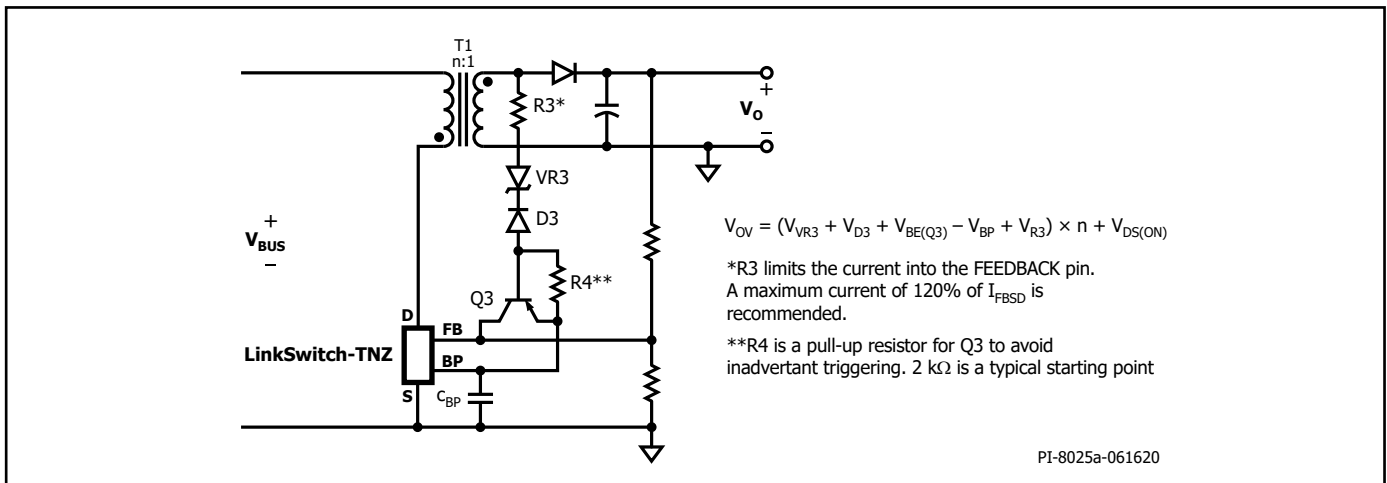 T1
n:1
R3*
+
V_O
–
VR3
D3
+
V_BUS
–
R4**
Q3
D
FB
LinkSwitch-TNZ
BP
S
C_BP
V_OV = (V_VR3 + V_D3 + V_BE(Q3) – V_BP + V_R3) × n + V_DS(ON)
*R3 limits the current into the FEEDBACK pin.
A maximum current of 120% of I_FBSD is
recommended.
**R4 is a pull-up resistor for Q3 to avoid
inadvertant triggering. 2 kΩ is a typical starting point
PI-8025a-061620